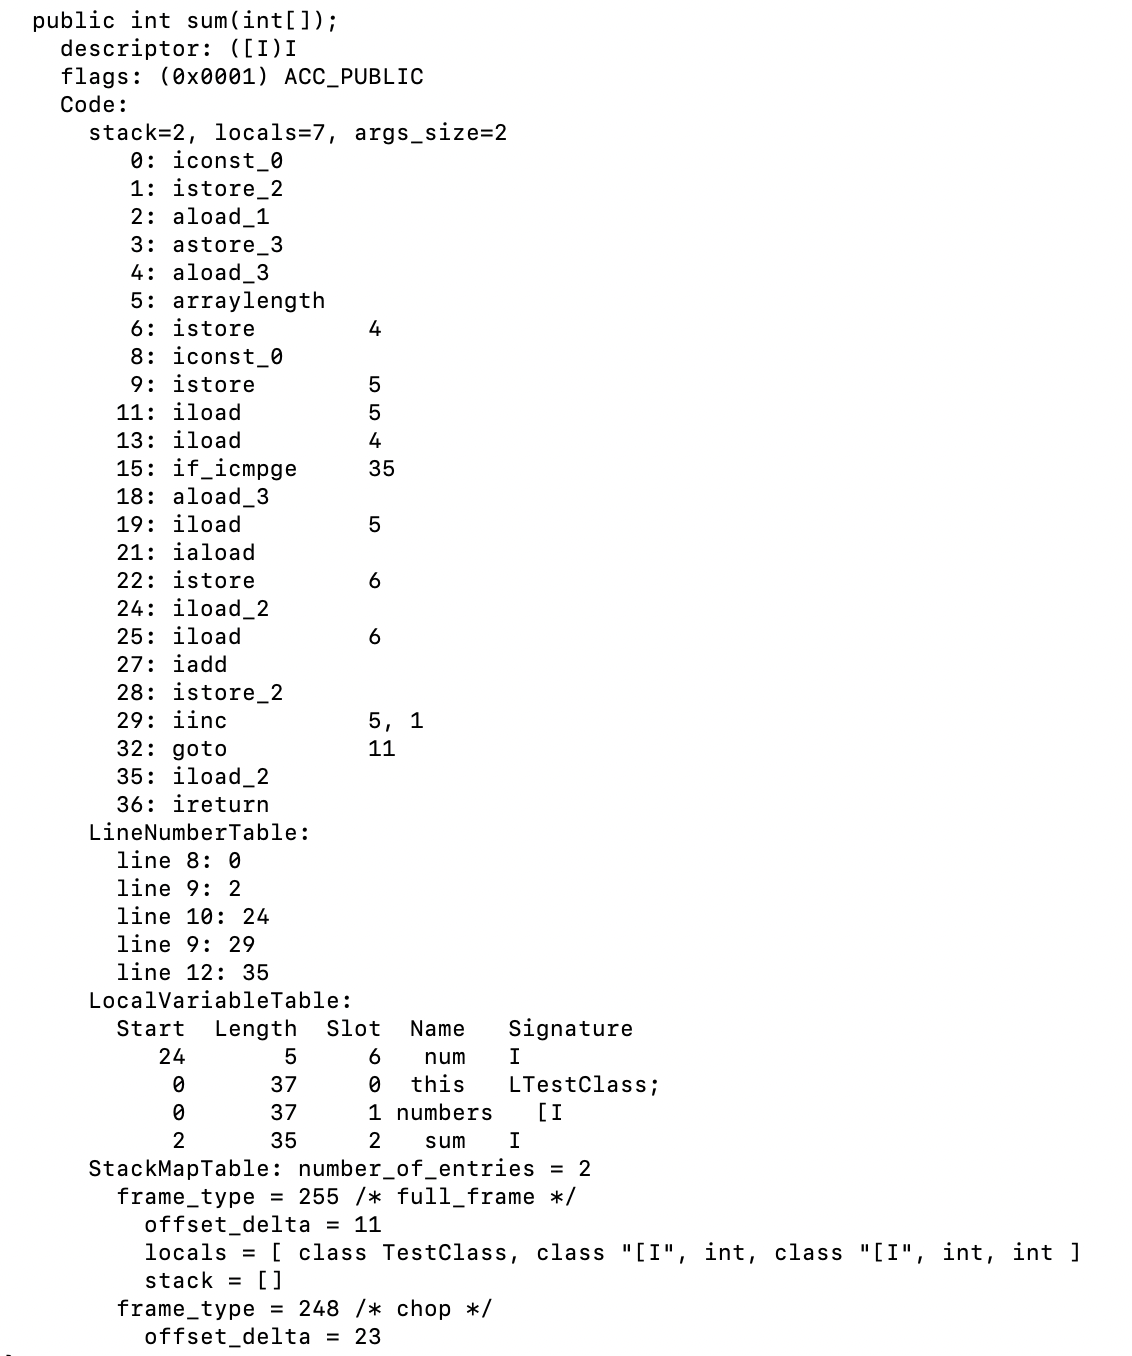 public int sum(int[]);
descriptor: ([I)I
flags: (0x0001) ACC_PUBLIC
Code:
stack=2, locals=7, args_size=2
0: iconst_0
1: istore_2
2: aload_1
3: astore_3
4: aload_3
5: arraylength
6: istore 4
8: iconst_0
9: istore 5
11: iload 5
13: iload 4
15: if_icmpge 35
18: aload_3
19: iload 5
21: iaload
22: istore 6
24: iload_2
25: iload 6
27: iadd
28: istore_2
29: iinc 5, 1
32: goto 11
35: iload_2
36: ireturn
LineNumberTable:
line 8: 0
line 9: 2
line 10: 24
line 9: 29
line 12: 35
LocalVariableTable:
Start Length Slot Name Signature
24 5 6 num I
0 37 0 this LTestClass;
0 37 1 numbers [I
2 35 2 sum I
StackMapTable: number_of_entries = 2
frame_type = 255 /* full_frame */
offset_delta = 11
locals = [ class TestClass, class "[I", int, class "[I", int, int ]
stack = []
frame_type = 248 /* chop */
offset_delta = 23